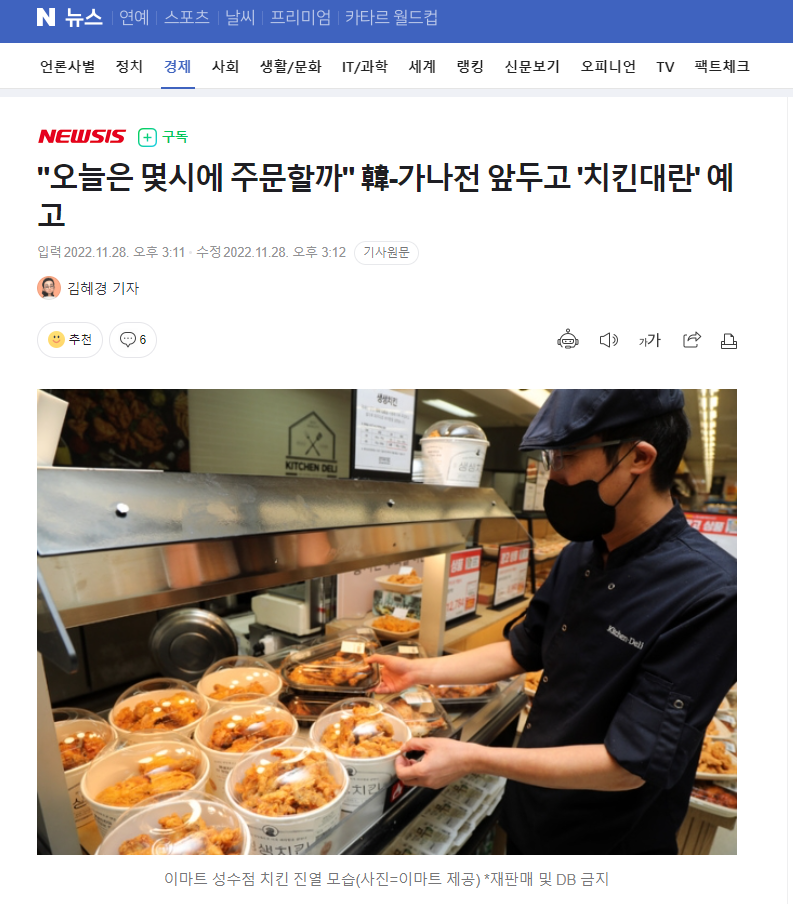 N 뉴스 연예 스포츠 날씨 프리미엄 카타르 월드컵
언론사별 정치 경제 사회 생활/문화 IT/과학 세계 랭킹 신문보기 오피니언 TV 팩트체크
NEWSIS 구독
"오늘은 몇시에 주문할까" 韓-가나전 앞두고 '치킨대란' 예
고
입력 2022.11.28. 오후 3:11 · 수정 2022.11.28. 오후 3:12 기사원문
김혜경 기자
추천 6
가가
생생치킨
KITCHEN DELI
Kitchen Deli
이마트 성수점 치킨 진열 모습(사진=이마트 제공) *재판매 및 DB 금지